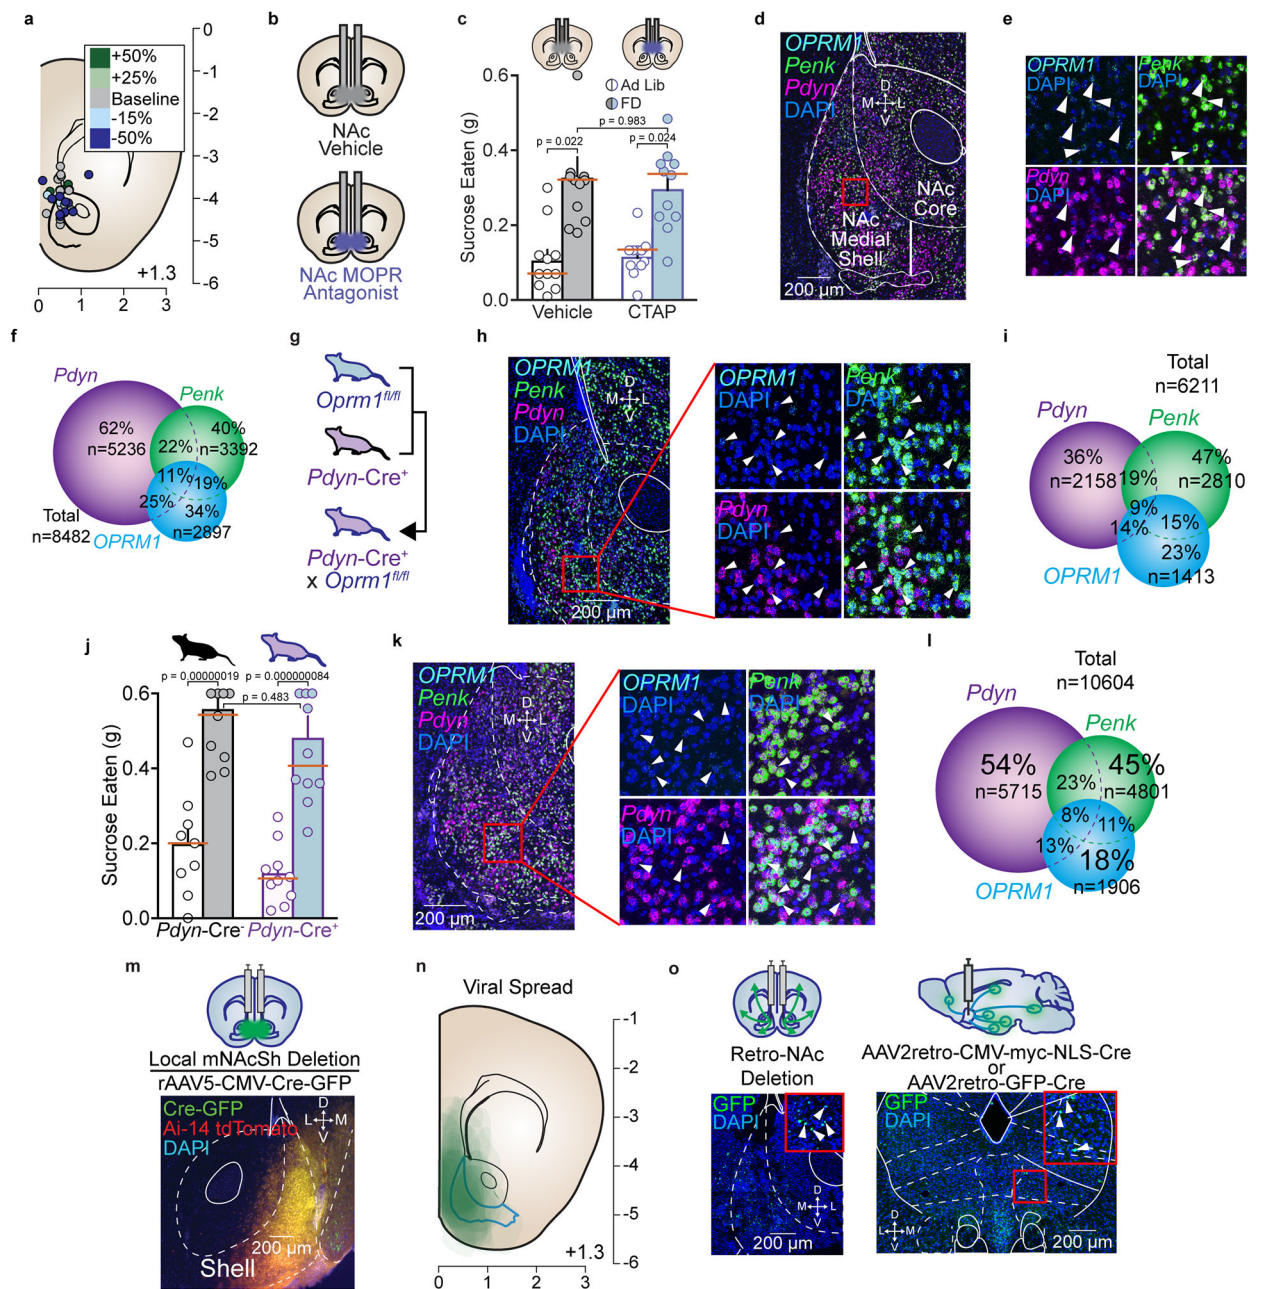 a
+50%
+25%
Baseline
-15%
-50%
0
-1
-2
-3
-4
-5
-6
+1.3
0
1
2
3
b
NAc
Vehicle
NAc MOPR
Antagonist
c
Sucrose Eaten (g)
0.6
0.4
0.2
0.0
Ad Lib
FD
p = 0.983
p = 0.022
p = 0.024
Vehicle
CTAP
d
OPRM1
Penk
Pdyn
DAPI
D
M L
V
NAc
Core
NAc
Medial
Shell
200 µm
e
OPRM1
DAPI
Penk
DAPI
Pdyn
DAPI
f
Pdyn
Penk
62%
n=5236
40%
n=3392
22%
11%
19%
25%
34%
n=2897
Total
n=8482
OPRM1
g
Oprm1fl/fl
Pdyn-Cre+
Pdyn-Cre+
x Oprm1fl/fl
h
OPRM1
Penk
Pdyn
DAPI
D
M L
V
200 µm
OPRM1
DAPI
Penk
DAPI
Pdyn
DAPI
i
Total
n=6211
Pdyn
Penk
36%
n=2158
47%
n=2810
19%
9%
14%
15%
23%
OPRM1
n=1413
j
p = 0.00000019
p = 0.000000084
p = 0.483
Sucrose Eaten (g)
0.6
0.4
0.2
0.0
Pdyn-Cre-
Pdyn-Cre+
k
OPRM1
Penk
Pdyn
DAPI
D
M L
V
200 µm
OPRM1
DAPI
Penk
DAPI
Pdyn
DAPI
l
Total
n=10604
Pdyn
Penk
54%
n=5715
45%
n=4801
23%
8%
11%
13%
18%
OPRM1
n=1906
m
Local mNAcSh Deletion
rAAV5-CMV-Cre-GFP
Cre-GFP
Ai-14 tdTomato
DAPI
D
L M
V
200 µm
Shell
n
Viral Spread
-1
-2
-3
-4
-5
-6
+1.3
0
1
2
3
o
Retro-NAc
Deletion
GFP
DAPI
D
M L
V
200 µm
AAV2retro-CMV-myc-NLS-Cre
or
AAV2retro-GFP-Cre
GFP
DAPI
D
L M
V
200 µm